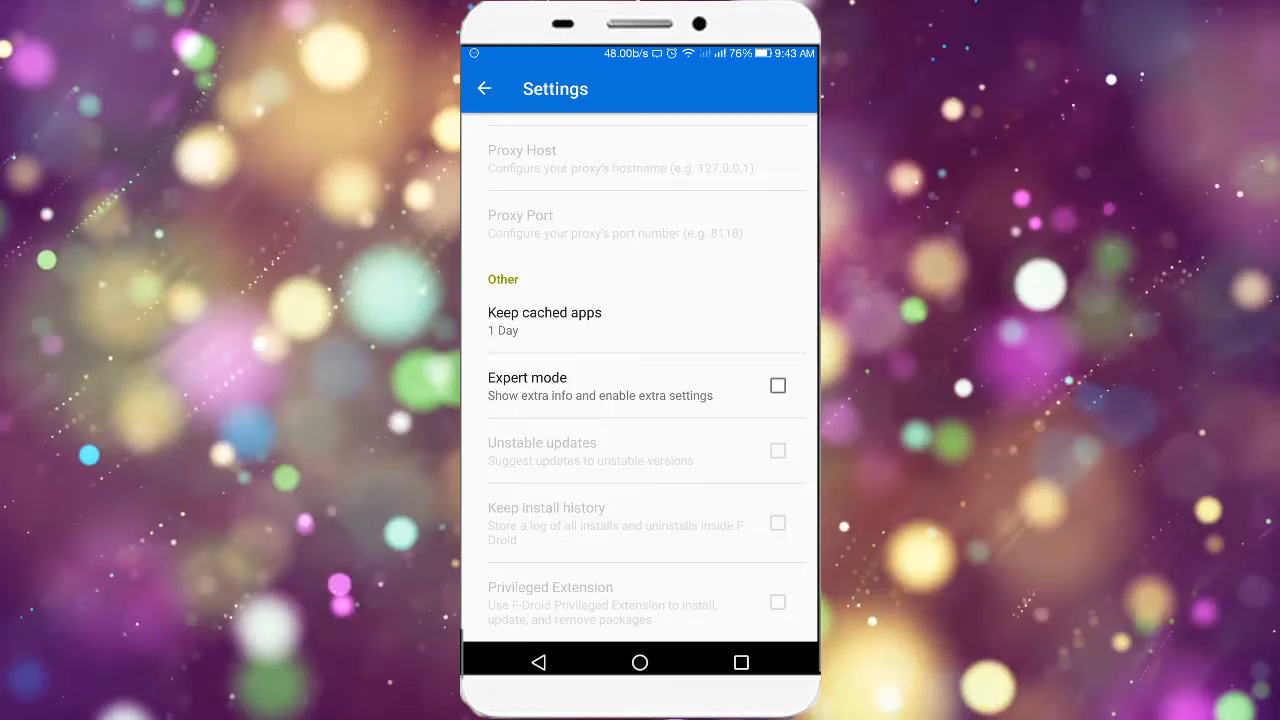 48.00b/s 76% 9:43 AM
Settings
Proxy Host
Configure your proxy's hostname (e.g. 127.0.0.1)
Proxy Port
Configure your proxy's port number (e.g. 8118)
Other
Keep cached apps
1 Day
Expert mode
Show extra info and enable extra settings
Unstable updates
Suggest updates to unstable versions
Keep install history
Store a log of all installs and uninstalls inside F-
Droid
Privileged Extension
Use F-Droid Privileged Extension to install,
update, and remove packages